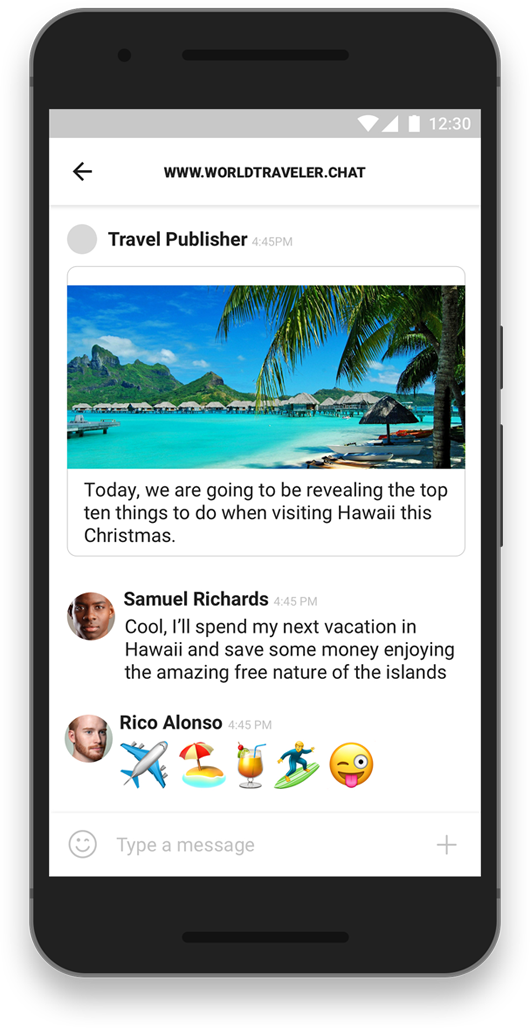 12:30
WWW.WORLDTRAVELER.CHAT
Travel Publisher 4:45PM
Today, we are going to be revealing the top
ten things to do when visiting Hawaii this
Christmas.
Samuel Richards 4:45 PM
Cool, I’ll spend my next vacation in
Hawaii and save some money enjoying
the amazing free nature of the islands
Rico Alonso 4:45 PM
Type a message